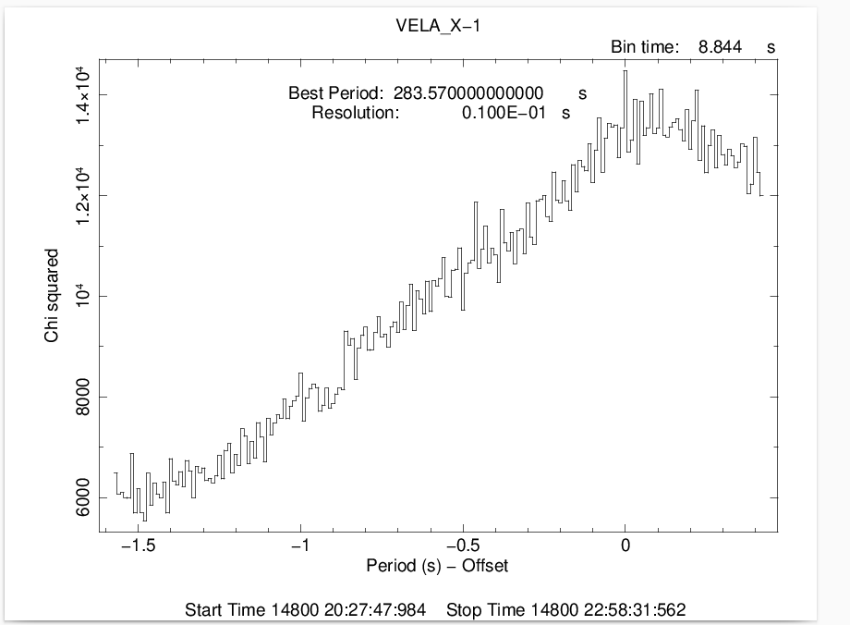 VELA_X−1
Bin time: 8.844 s
Best Period: 283.570000000000 s
Resolution: 0.100E−01 s
1.4×10⁴
1.2×10⁴
10⁴
8000
6000
Chi squared
−1.5 −1 −0.5 0
Period (s) − Offset
Start Time 14800 20:27:47:984 Stop Time 14800 22:58:31:562